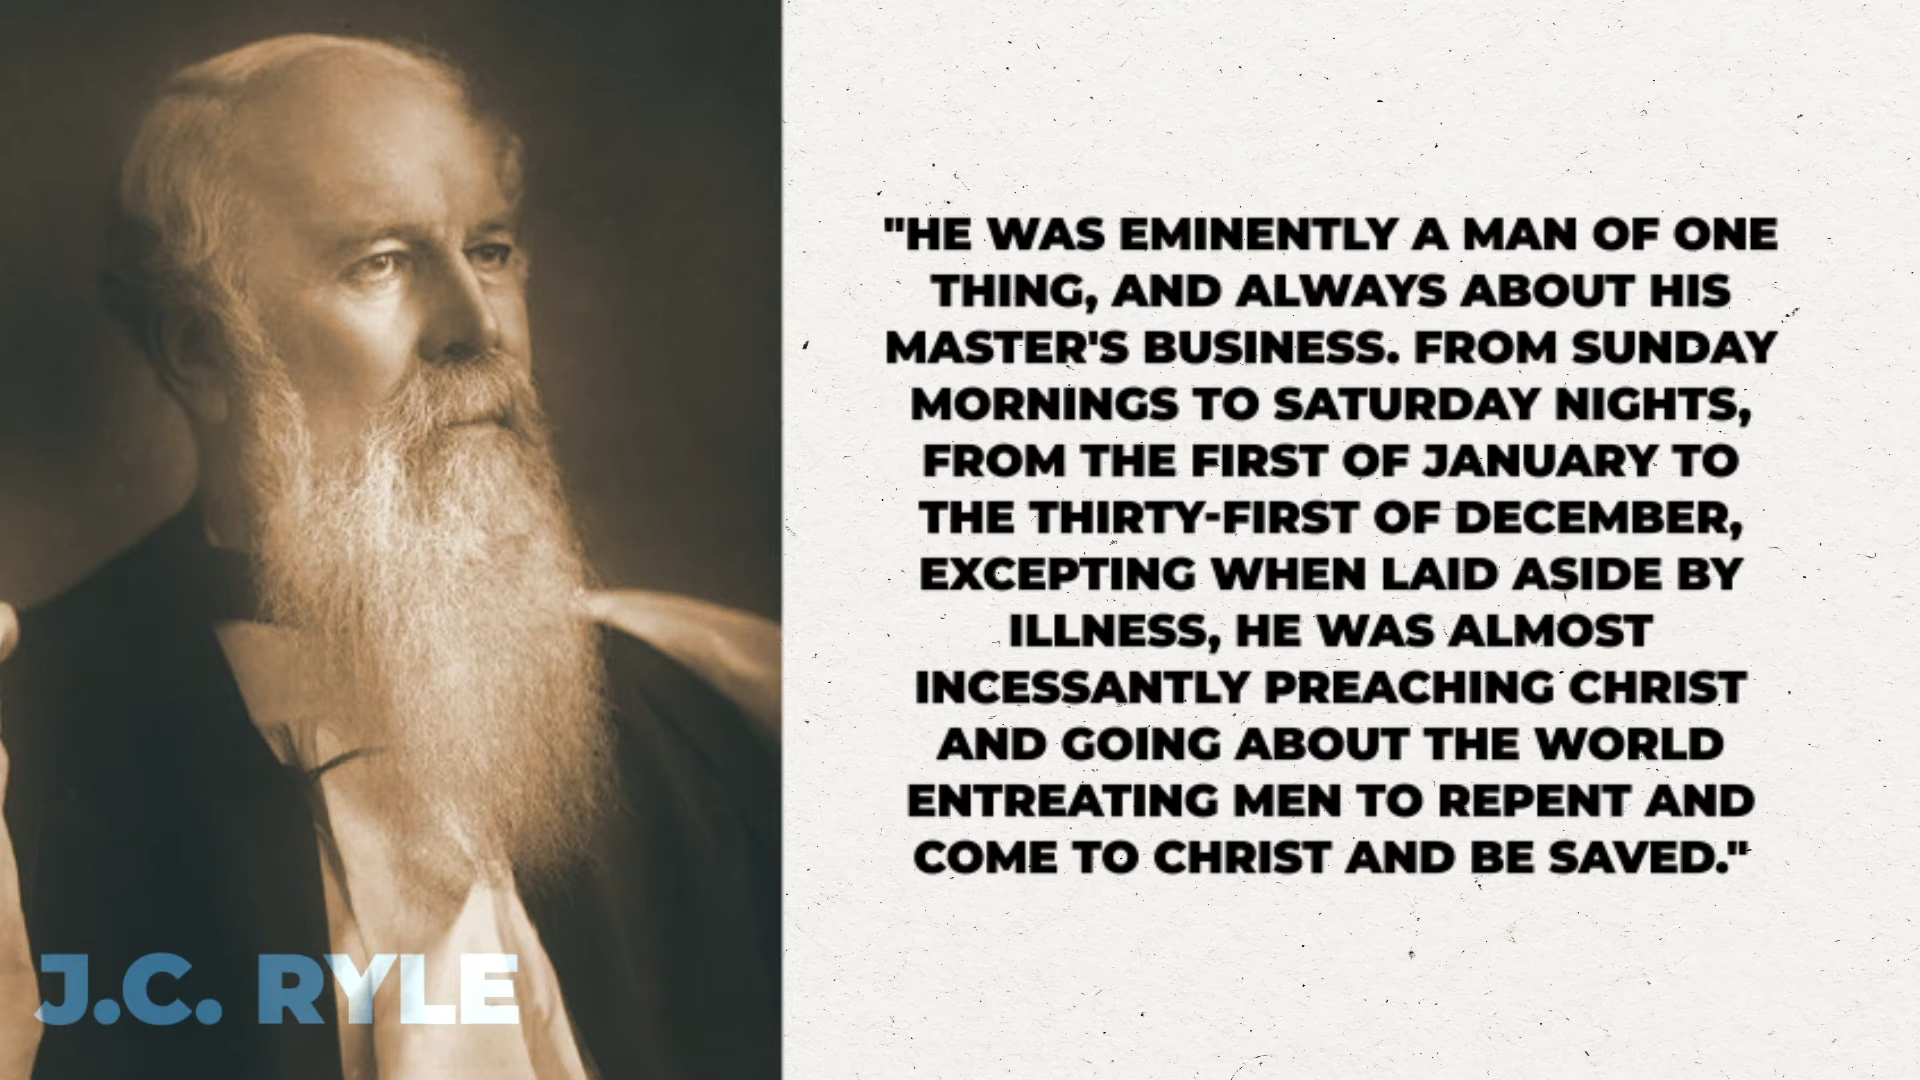 "HE WAS EMINENTLY A MAN OF ONE
THING, AND ALWAYS ABOUT HIS
MASTER'S BUSINESS. FROM SUNDAY
MORNINGS TO SATURDAY NIGHTS,
FROM THE FIRST OF JANUARY TO
THE THIRTY-FIRST OF DECEMBER,
EXCEPTING WHEN LAID ASIDE BY
ILLNESS, HE WAS ALMOST
INCESSANTLY PREACHING CHRIST
AND GOING ABOUT THE WORLD
ENTREATING MEN TO REPENT AND
COME TO CHRIST AND BE SAVED."
J.C. RYLE